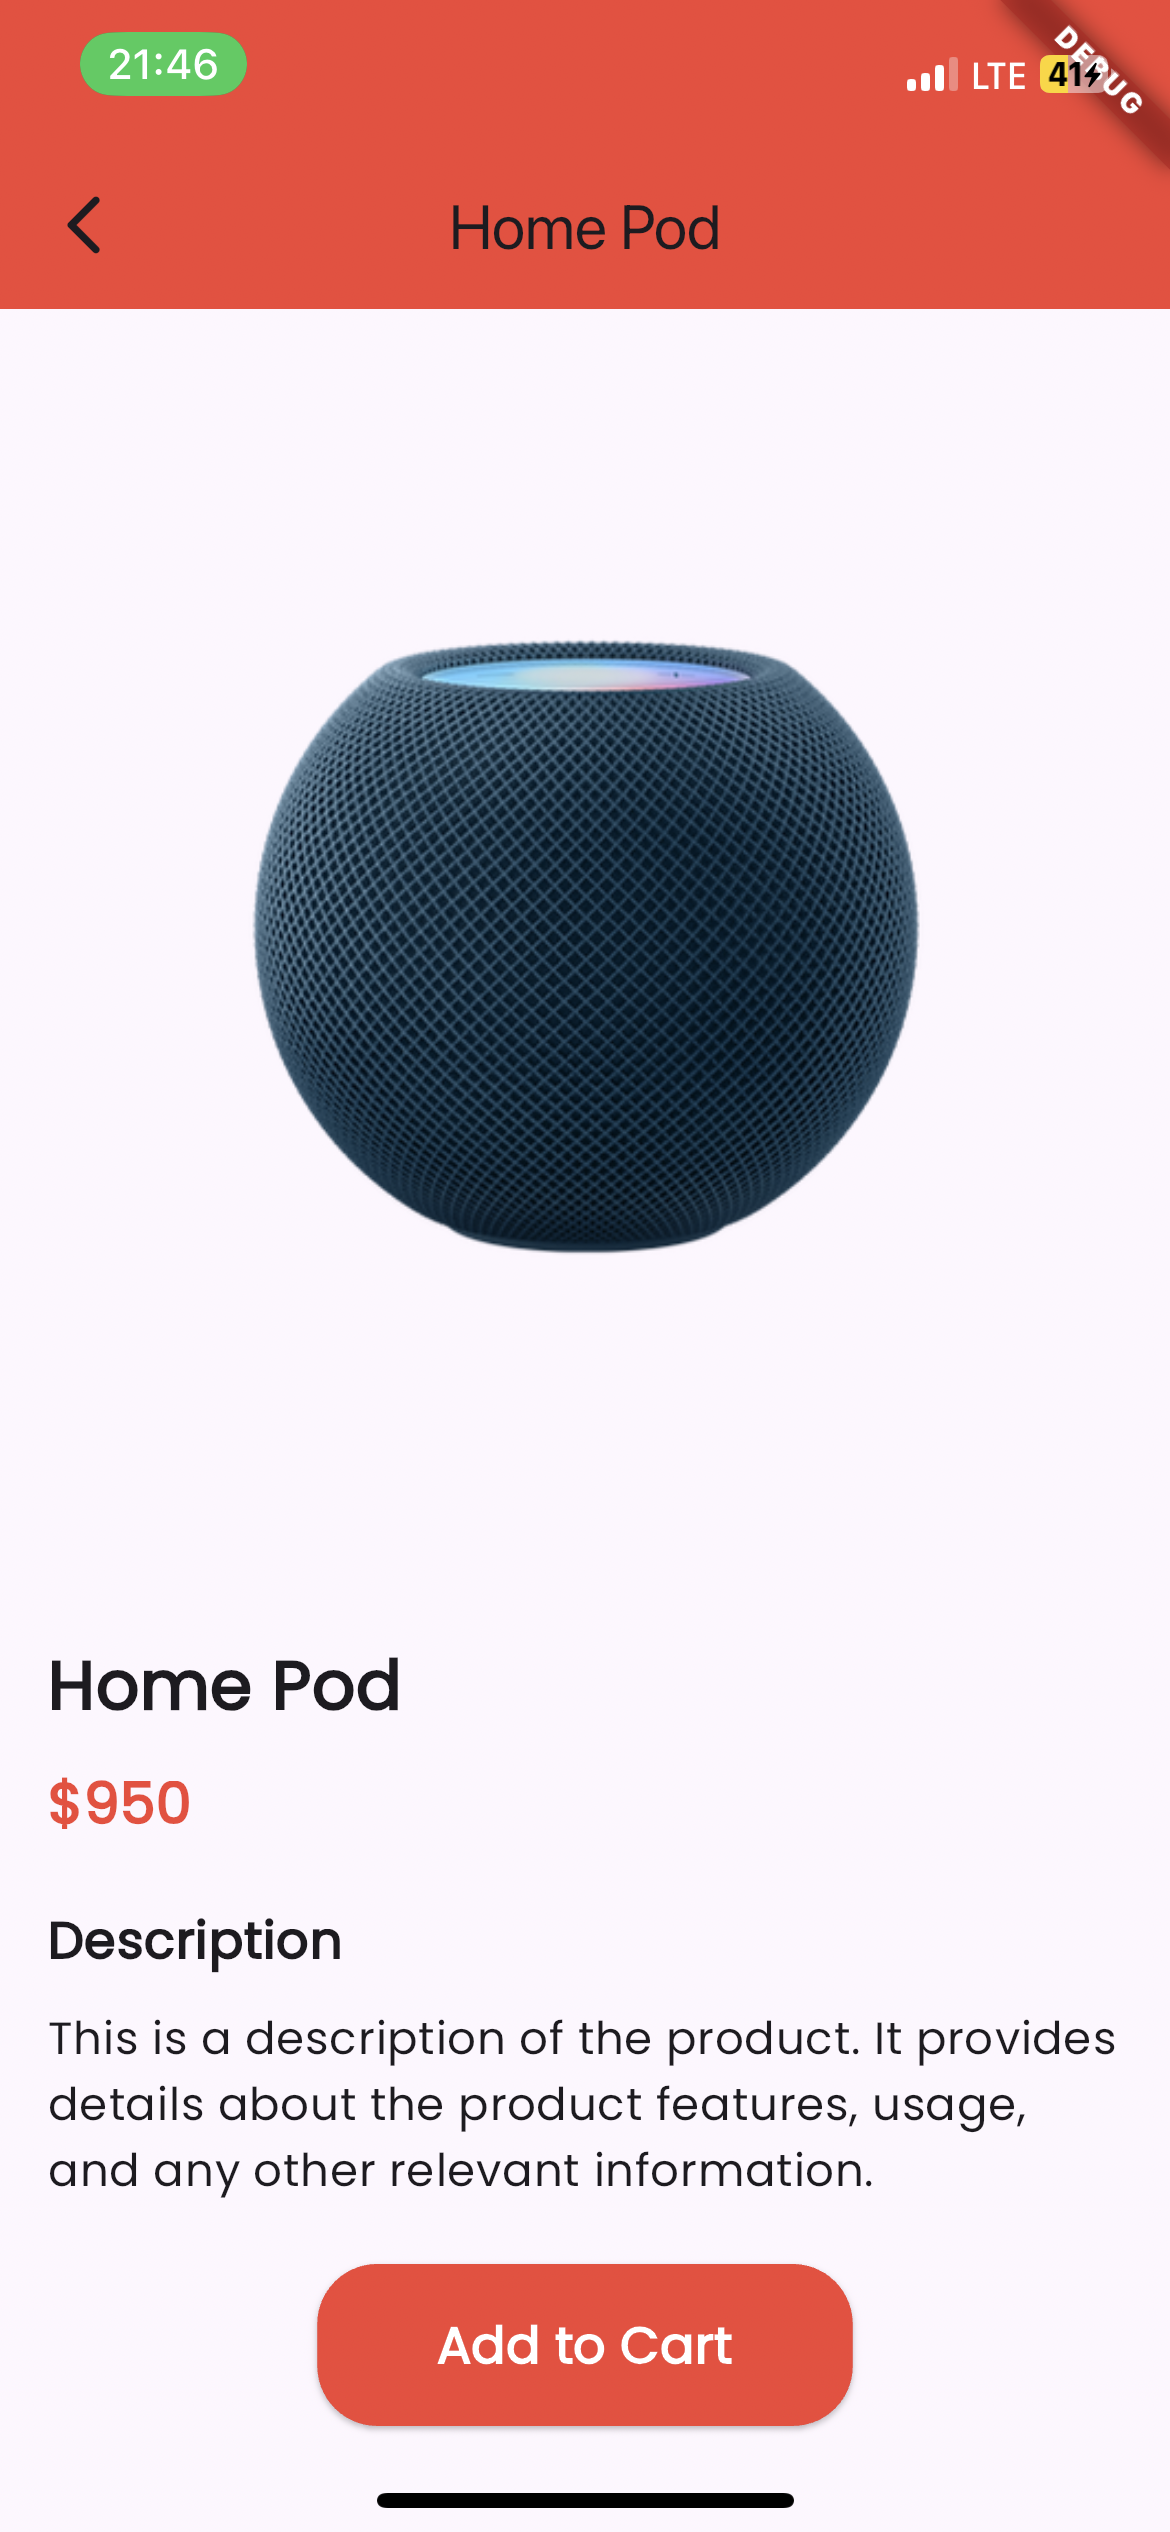 21:46
LTE 41
DEBUG
Home Pod
Home Pod
$950
Description
This is a description of the product. It provides
details about the product features, usage,
and any other relevant information.
Add to Cart